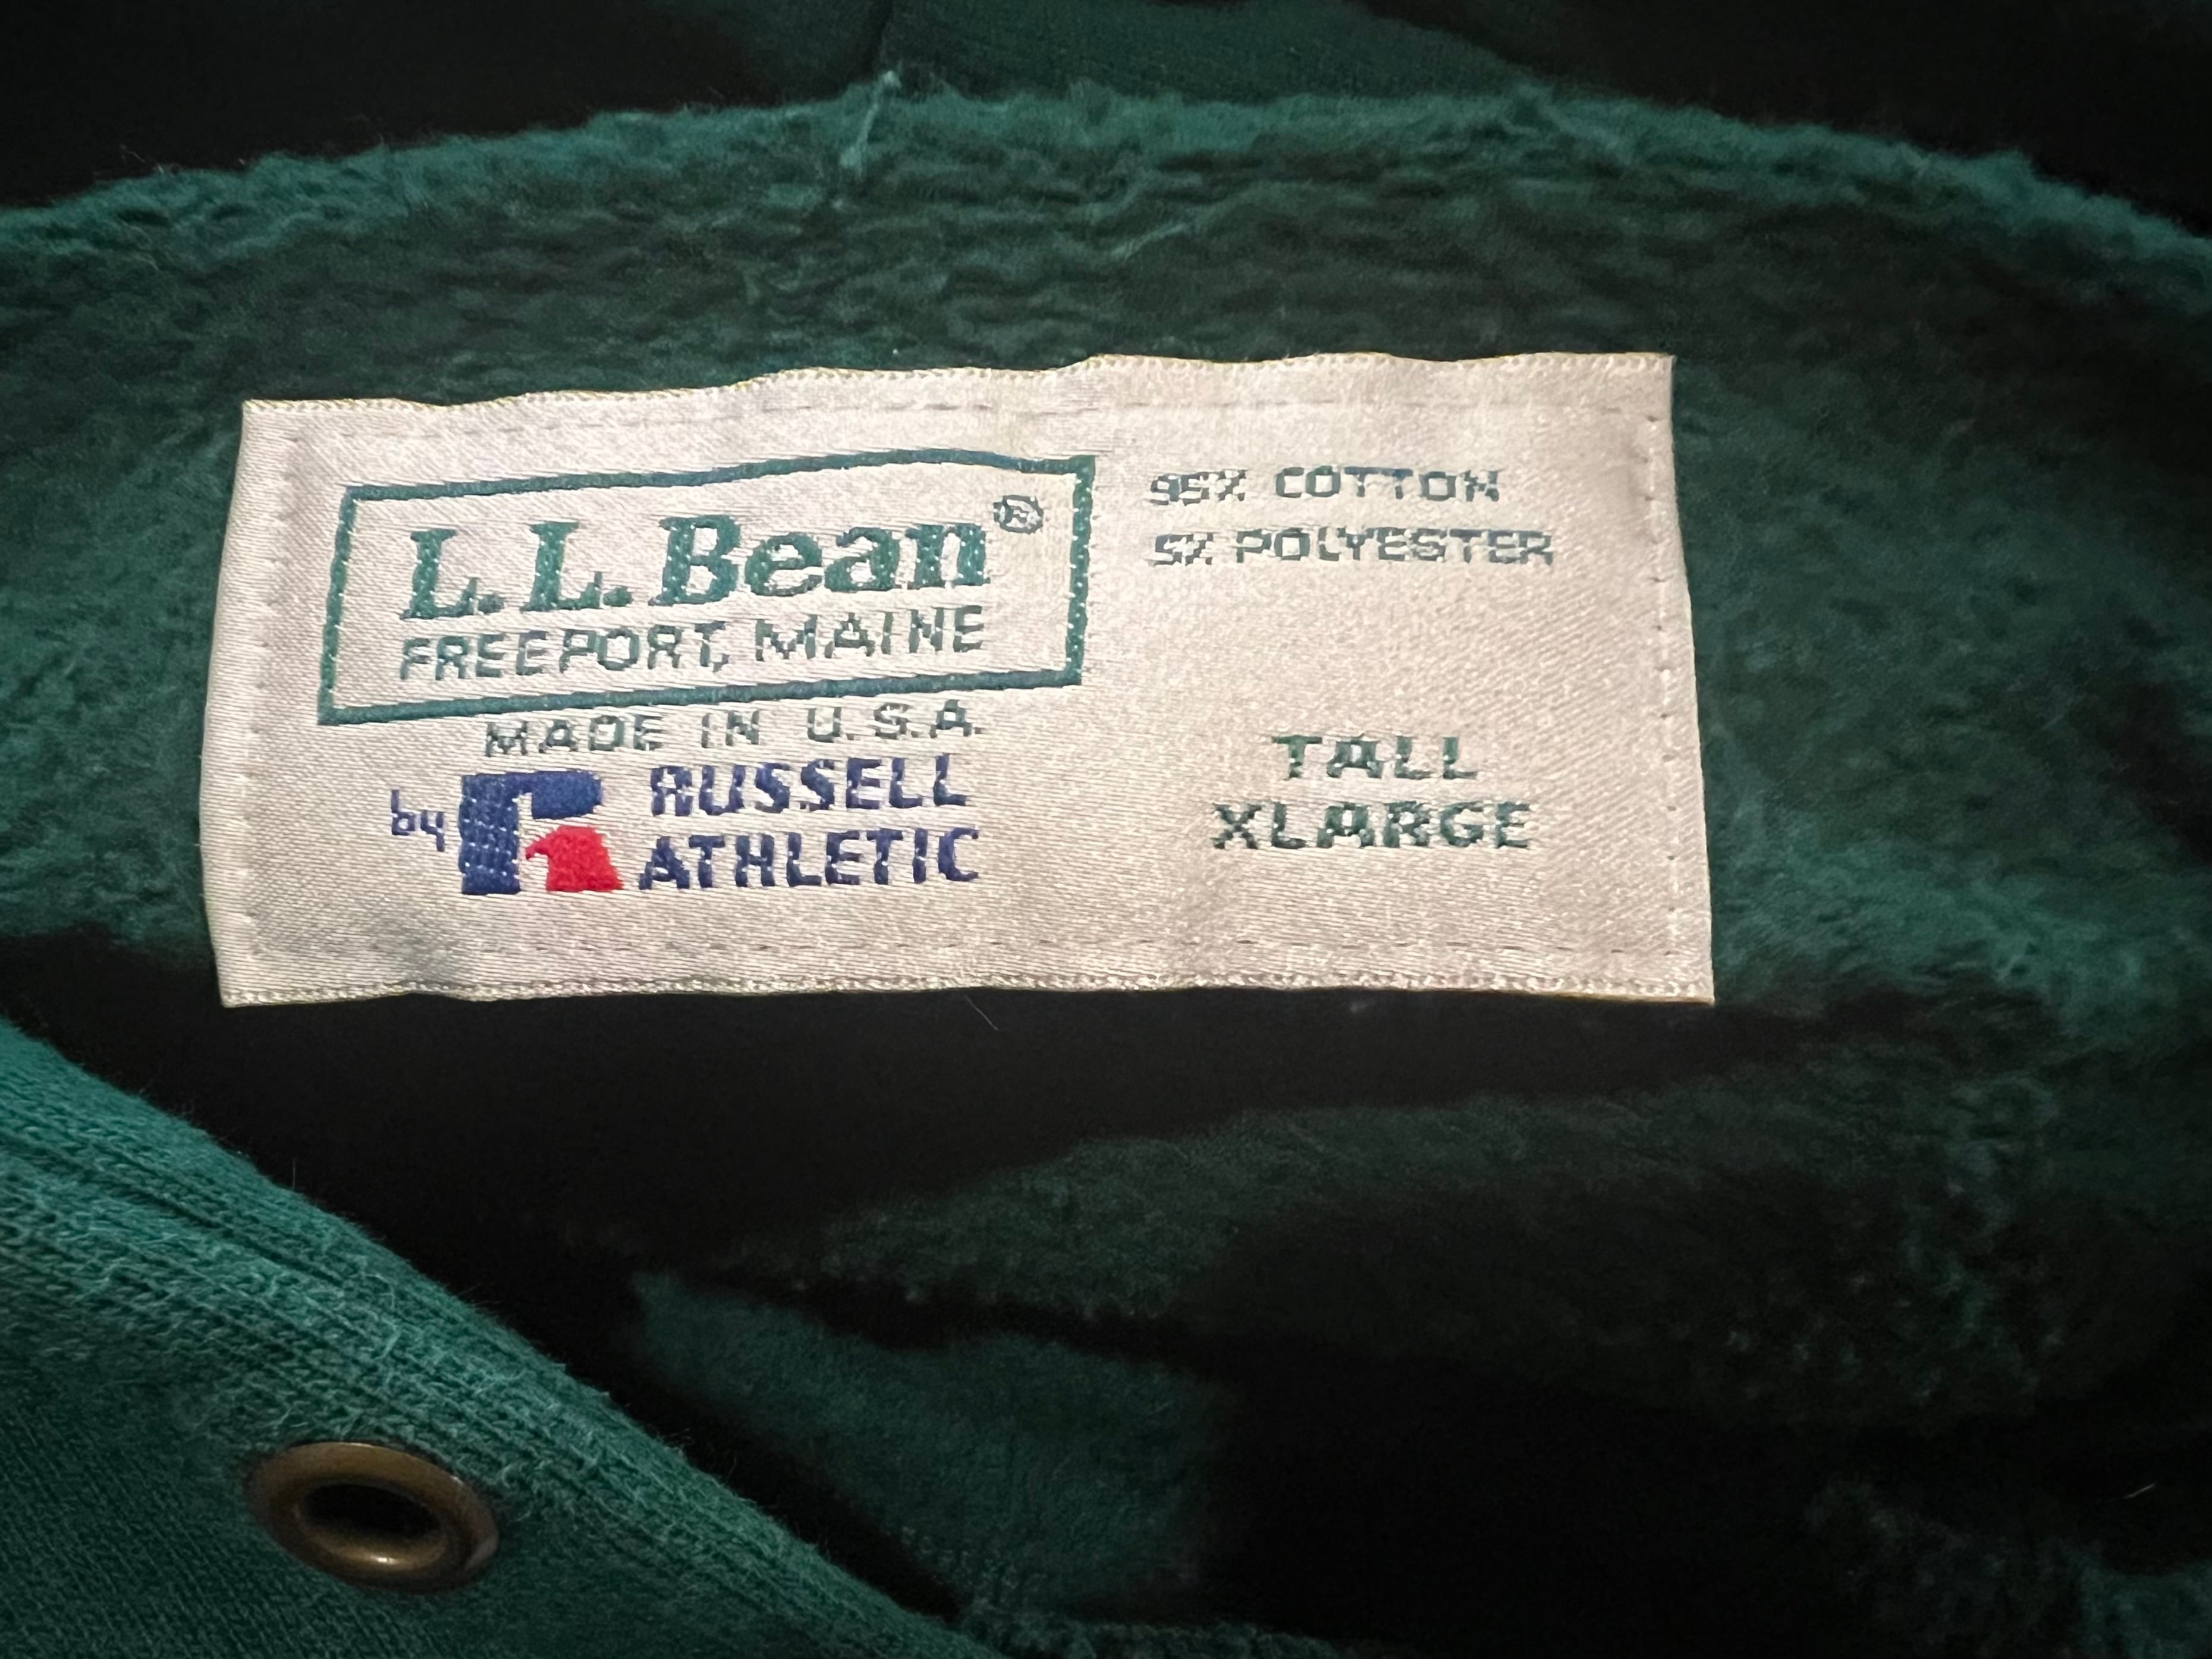 L.L.Bean®
FREEPORT, MAINE
MADE IN U.S.A.
by RUSSELL
ATHLETIC
95% COTTON
5% POLYESTER
TALL
XLARGE